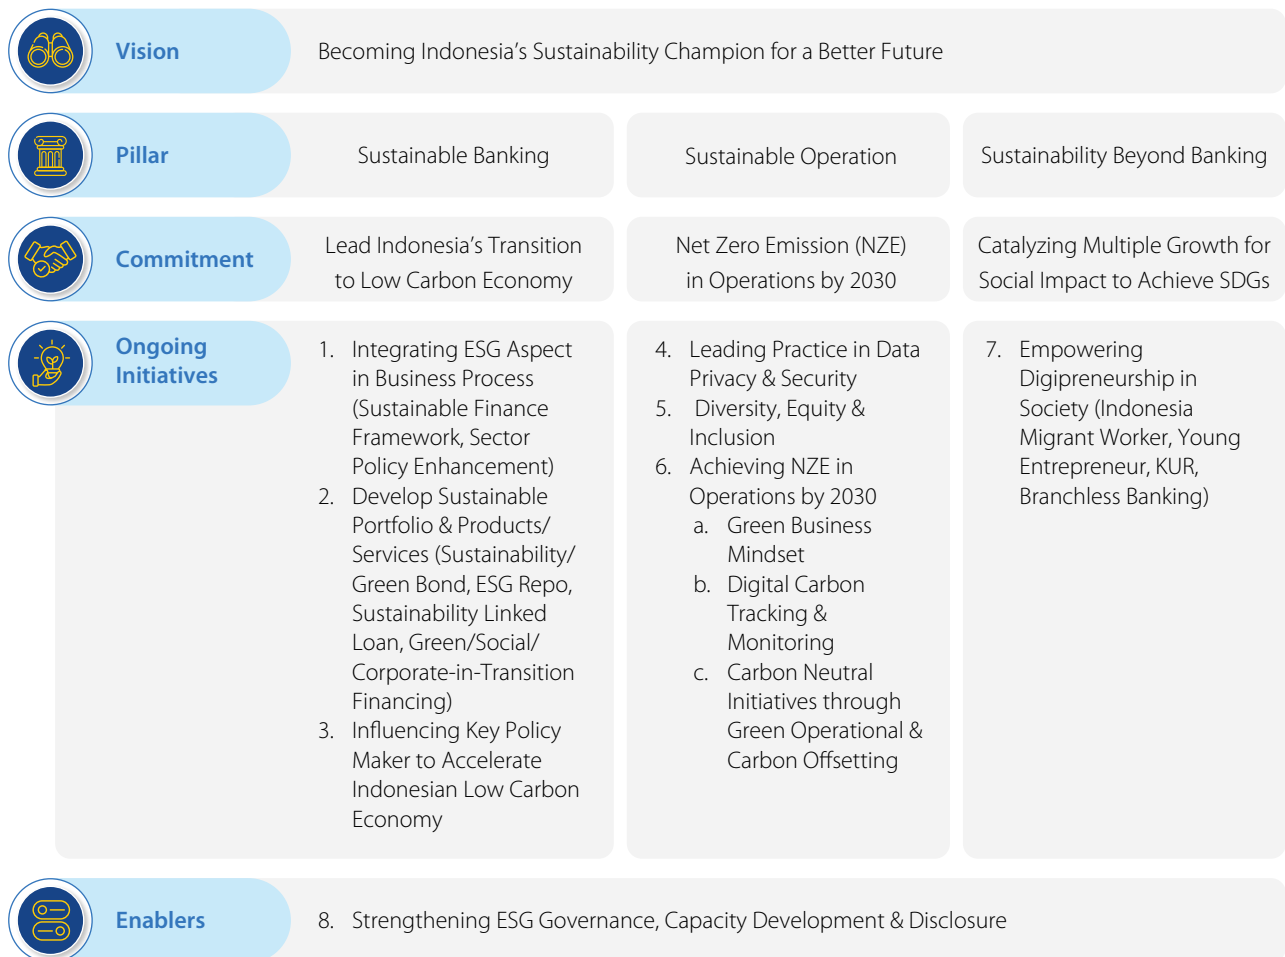 Vision
Becoming Indonesia's Sustainability Champion for a Better Future
Pillar
Sustainable Banking
Sustainable Operation
Sustainability Beyond Banking
Commitment
Lead Indonesia's Transition
to Low Carbon Economy
Net Zero Emission (NZE)
in Operations by 2030
Catalyzing Multiple Growth for
Social Impact to Achieve SDGs
Ongoing
Initiatives
1. Integrating ESG Aspect
in Business Process
(Sustainable Finance
Framework, Sector
Policy Enhancement)
2. Develop Sustainable
Portfolio & Products/
Services (Sustainability/
Green Bond, ESG Repo,
Sustainability Linked
Loan, Green/Social/
Corporate-in-Transition
Financing)
3. Influencing Key Policy
Maker to Accelerate
Indonesian Low Carbon
Economy
4. Leading Practice in Data
Privacy & Security
5. Diversity, Equity &
Inclusion
6. Achieving NZE in
Operations by 2030
a. Green Business
Mindset
b. Digital Carbon
Tracking &
Monitoring
c. Carbon Neutral
Initiatives through
Green Operational &
Carbon Offsetting
7. Empowering
Digipreneurship in
Society (Indonesia
Migrant Worker, Young
Entrepreneur, KUR,
Branchless Banking)
Enablers
8. Strengthening ESG Governance, Capacity Development & Disclosure